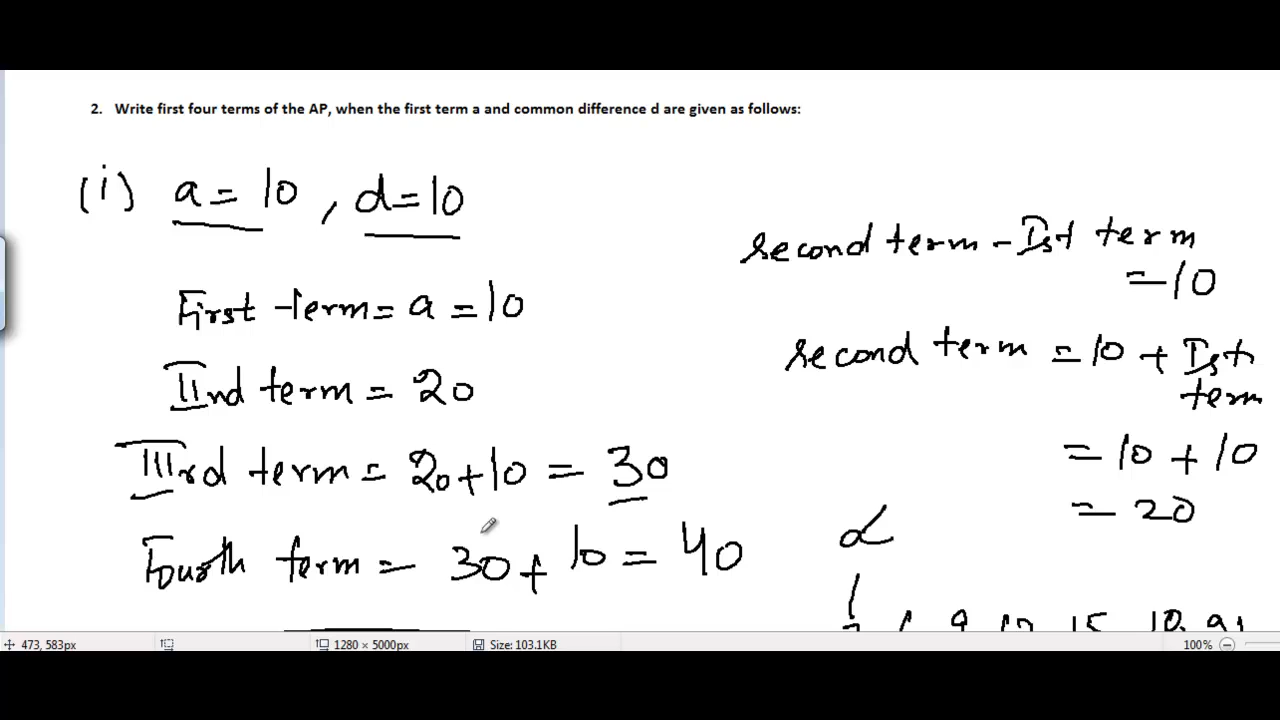 2. Write first four terms of the AP, when the first term a and common difference d are given as follows:
(i) a = 10 , d = 10
First term = a = 10
IInd term = 20
IIIrd term = 20 + 10 = 30
Fourth term = 30 + 10 = 40
second term - Ist term
= 10
second term = 10 + Ist
term
= 10 + 10
= 20
d
473, 583px
1280 × 5000px
Size: 103.1KB
100%